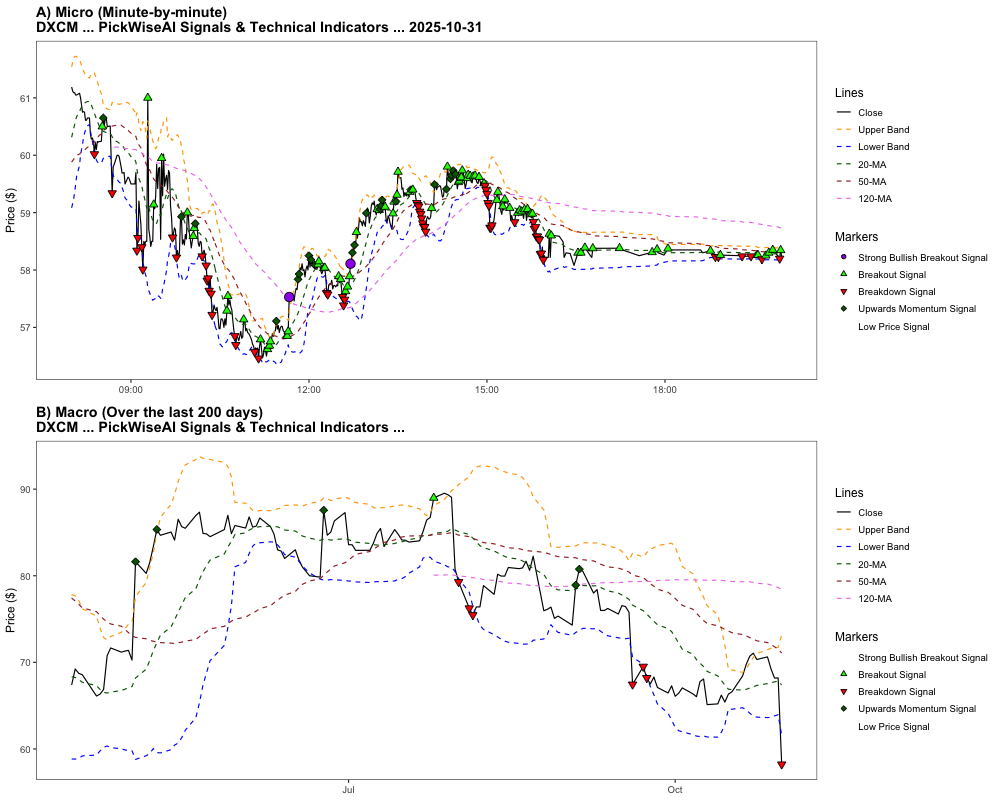 A) Micro (Minute-by-minute)
DXCM ... PickWiseAI Signals & Technical Indicators ... 2025-10-31
Price ($)
61
60
59
58
57
09:00
12:00
15:00
18:00
Lines
Close
Upper Band
Lower Band
20-MA
50-MA
120-MA
Markers
Strong Bullish Breakout Signal
Breakout Signal
Breakdown Signal
Upwards Momentum Signal
Low Price Signal
B) Macro (Over the last 200 days)
DXCM ... PickWiseAI Signals & Technical Indicators ...
Price ($)
90
80
70
60
Jul
Oct
Lines
Close
Upper Band
Lower Band
20-MA
50-MA
120-MA
Markers
Strong Bullish Breakout Signal
Breakout Signal
Breakdown Signal
Upwards Momentum Signal
Low Price Signal